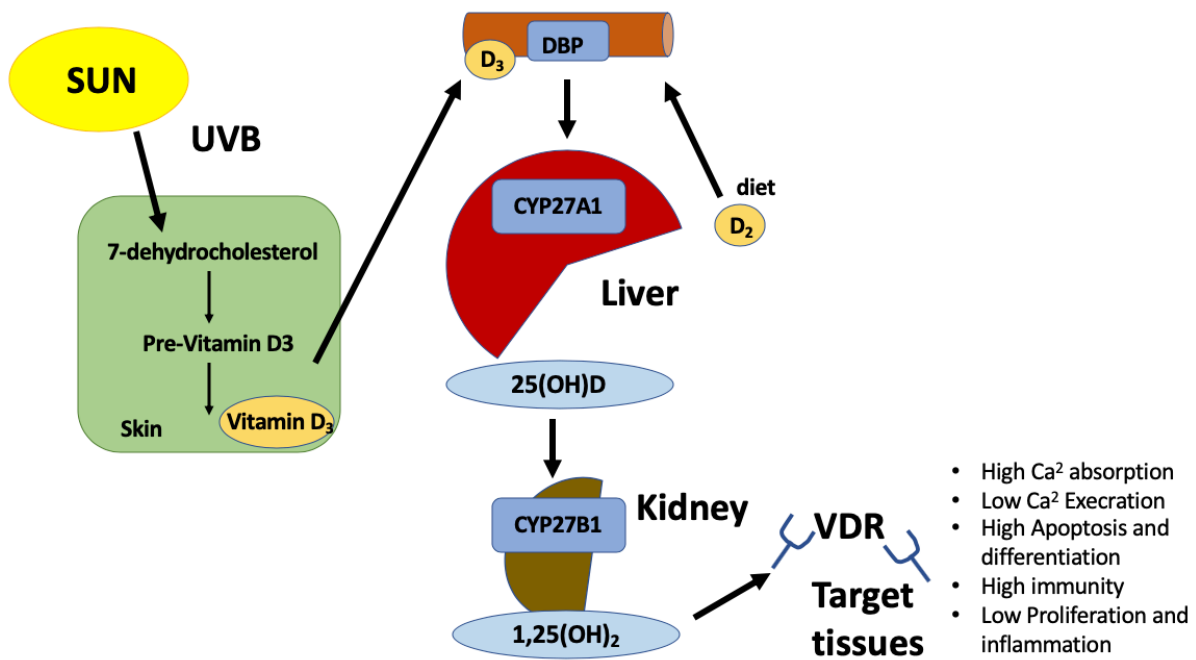 SUN
UVB
7-dehydrocholesterol
Pre-Vitamin D3
Vitamin D₃
Skin
D₃
DBP
diet
D₂
CYP27A1
Liver
25(OH)D
CYP27B1
Kidney
1,25(OH)₂
VDR
Target
tissues
• High Ca² absorption
• Low Ca² Execration
• High Apoptosis and
differentiation
• High immunity
• Low Proliferation and
inflammation